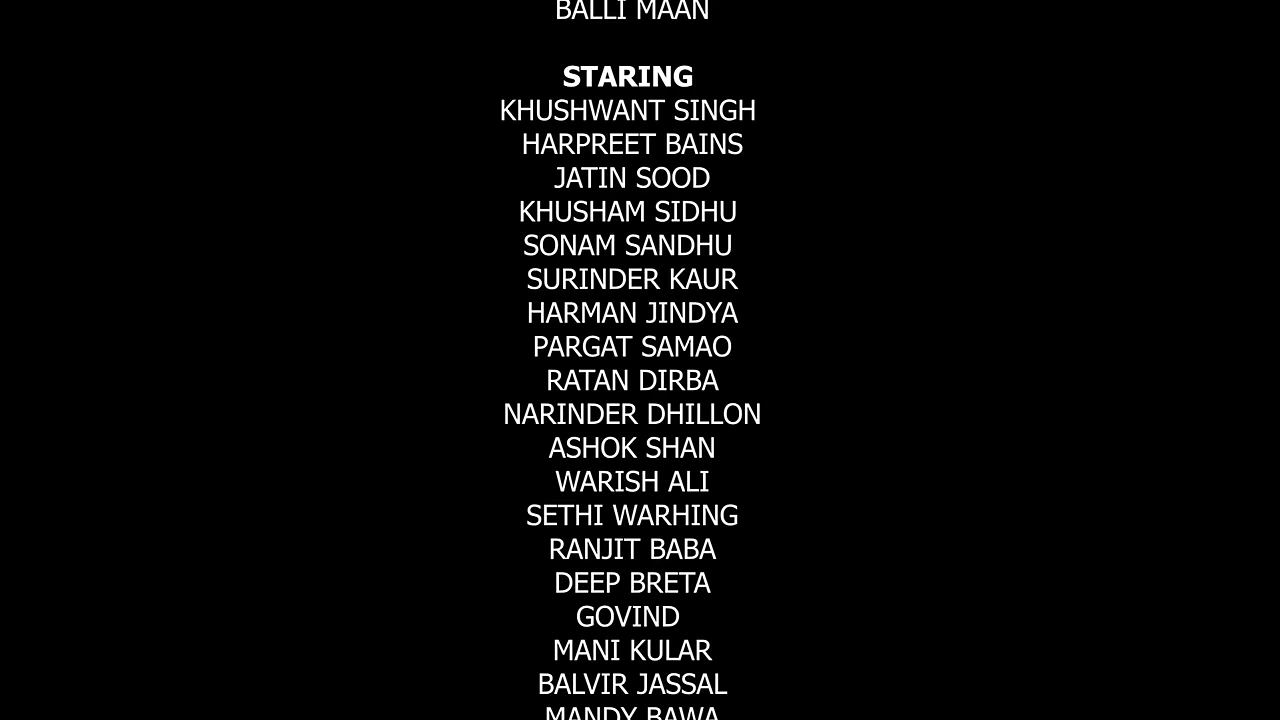 BALLI MAAN
STARING
KHUSHWANT SINGH
HARPREET BAINS
JATIN SOOD
KHUSHAM SIDHU
SONAM SANDHU
SURINDER KAUR
HARMAN JINDYA
PARGAT SAMAO
RATAN DIRBA
NARINDER DHILLON
ASHOK SHAN
WARISH ALI
SETHI WARHING
RANJIT BABA
DEEP BRETA
GOVIND
MANI KULAR
BALVIR JASSAL
MANDY BAWA